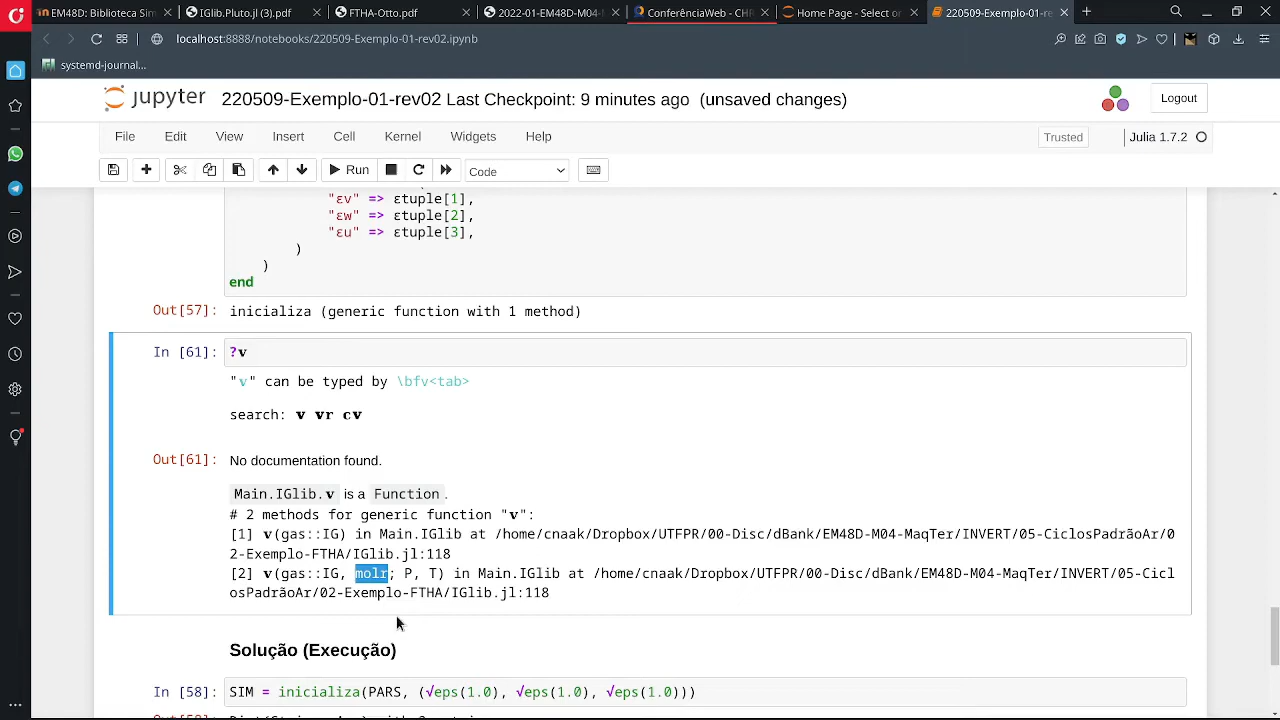 EM48D: Biblioteca Sim
IGlib.Pluto.jl (3).pdf
FTHA-Otto.pdf
2022-01-EM48D-M04-
ConferênciaWeb - CHR
Home Page - Select or
220509-Exemplo-01-re
localhost:8888/notebooks/220509-Exemplo-01-rev02.ipynb
systemd-journal...
jupyter 220509-Exemplo-01-rev02 Last Checkpoint: 9 minutes ago (unsaved changes)
Logout
File Edit View Insert Cell Kernel Widgets Help
Trusted
Julia 1.7.2
Run
Code
"εv" => εtuple[1],
"εw" => εtuple[2],
"εu" => εtuple[3],
)
)
end
Out[57]: inicializa (generic function with 1 method)
In [61]: ?𝐯
"𝐯" can be typed by \bfv<tab>
search: 𝐯 𝐯𝐫 𝐜𝐯
Out[61]: No documentation found.
Main.IGlib.𝐯 is a Function .
# 2 methods for generic function "𝐯":
[1] 𝐯(gas::IG) in Main.IGlib at /home/cnaak/Dropbox/UTFPR/00-Disc/dBank/EM48D-M04-MaqTer/INVERT/05-CiclosPadrãoAr/0
2-Exemplo-FTHA/IGlib.jl:118
[2] 𝐯(gas::IG, molr; P, T) in Main.IGlib at /home/cnaak/Dropbox/UTFPR/00-Disc/dBank/EM48D-M04-MaqTer/INVERT/05-Cicl
osPadrãoAr/02-Exemplo-FTHA/IGlib.jl:118
Solução (Execução)
In [58]: SIM = inicializa(PARS, (√eps(1.0), √eps(1.0), √eps(1.0)))